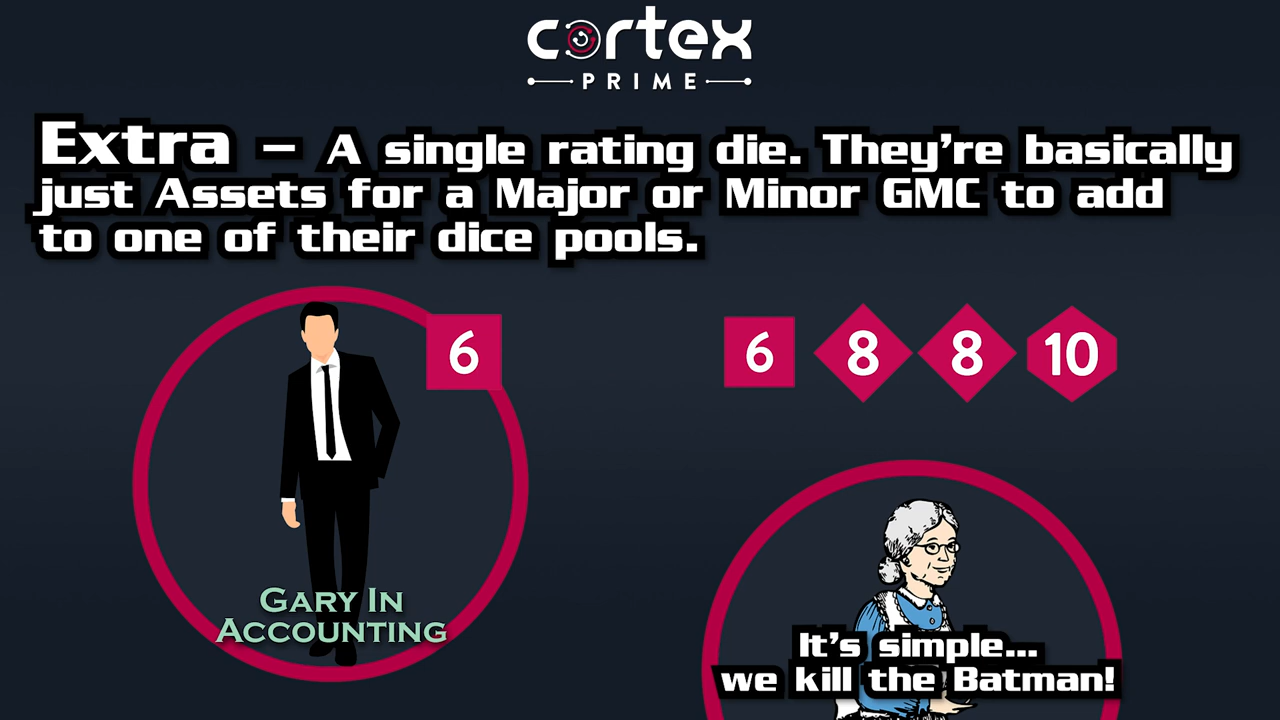 cortex
PRIME
Extra – A single rating die. They're basically
just Assets for a Major or Minor GMC to add
to one of their dice pools.
6
6 8 8 10
Gary In
Accounting
It's simple...
we kill the Batman!